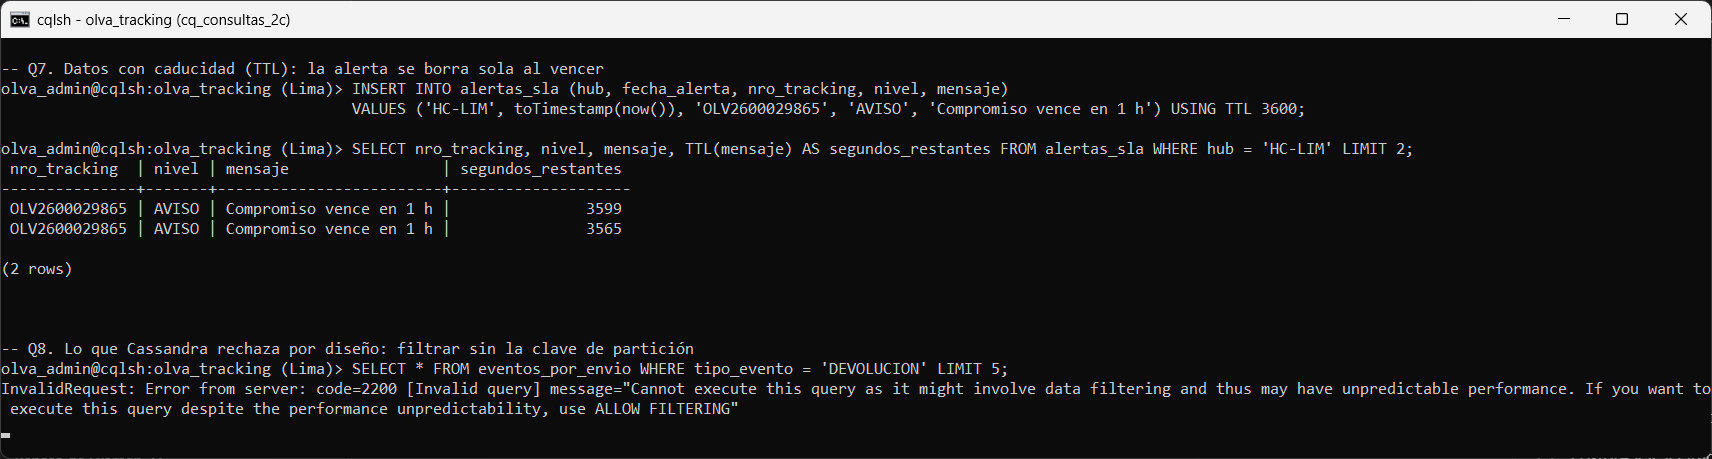 cqlsh - olva_tracking (cq_consultas_2c)
-- Q7. Datos con caducidad (TTL): la alerta se borra sola al vencer
olva_admin@cqlsh:olva_tracking (Lima)> INSERT INTO alertas_sla (hub, fecha_alerta, nro_tracking, nivel, mensaje)
VALUES ('HC-LIM', toTimestamp(now()), 'OLV2600029865', 'AVISO', 'Compromiso vence en 1 h') USING TTL 3600;
olva_admin@cqlsh:olva_tracking (Lima)> SELECT nro_tracking, nivel, mensaje, TTL(mensaje) AS segundos_restantes FROM alertas_sla WHERE hub = 'HC-LIM' LIMIT 2;
nro_tracking | nivel | mensaje | segundos_restantes
---------------+-------+-------------------------+--------------------
OLV2600029865 | AVISO | Compromiso vence en 1 h | 3599
OLV2600029865 | AVISO | Compromiso vence en 1 h | 3565
(2 rows)
-- Q8. Lo que Cassandra rechaza por diseño: filtrar sin la clave de partición
olva_admin@cqlsh:olva_tracking (Lima)> SELECT * FROM eventos_por_envio WHERE tipo_evento = 'DEVOLUCION' LIMIT 5;
InvalidRequest: Error from server: code=2200 [Invalid query] message="Cannot execute this query as it might involve data filtering and thus may have unpredictable performance. If you want to
execute this query despite the performance unpredictability, use ALLOW FILTERING"